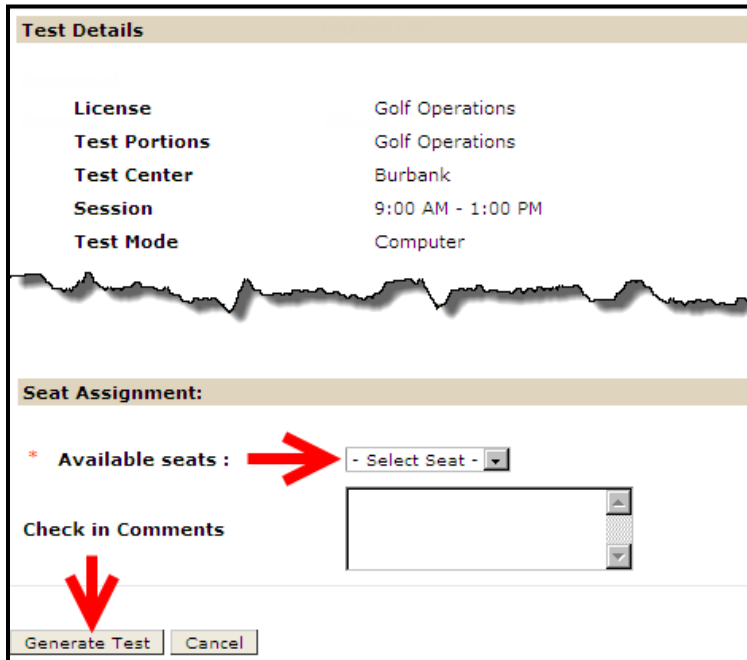 Test Details
License Golf Operations
Test Portions Golf Operations
Test Center Burbank
Session 9:00 AM - 1:00 PM
Test Mode Computer
Seat Assignment:
* Available seats : - Select Seat -
Check in Comments
Generate Test Cancel